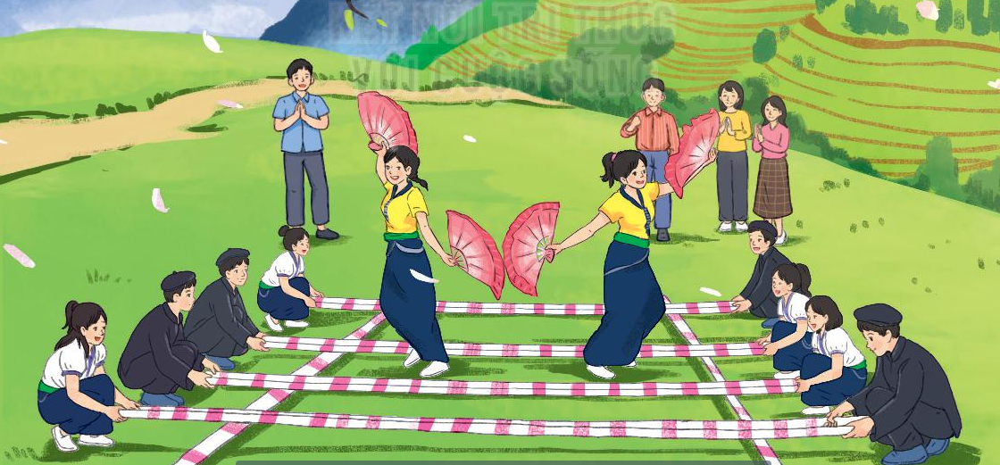 KẾT NỐI TRI THỨC
VỚI CUỘC SỐNG